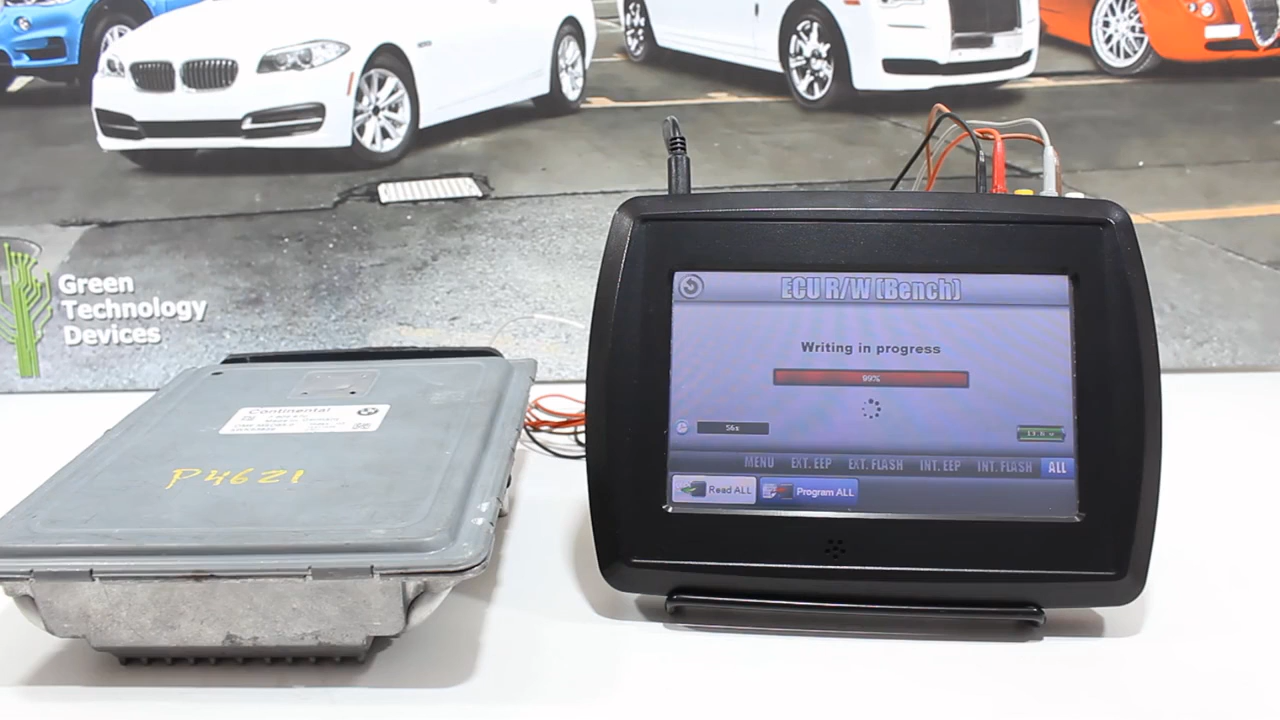 Green
Technology
Devices
Continental
P4621
ECU R/W (Bench)
Writing in progress
99%
56s
MENU EXT. EEP EXT. FLASH INT. EEP INT. FLASH ALL
Read ALL Program ALL